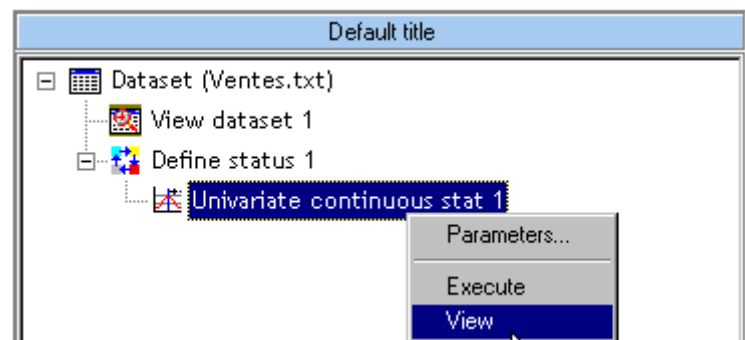 Default title
Dataset (Ventes.txt)
View dataset 1
Define status 1
Univariate continuous stat 1
Parameters...
Execute
View